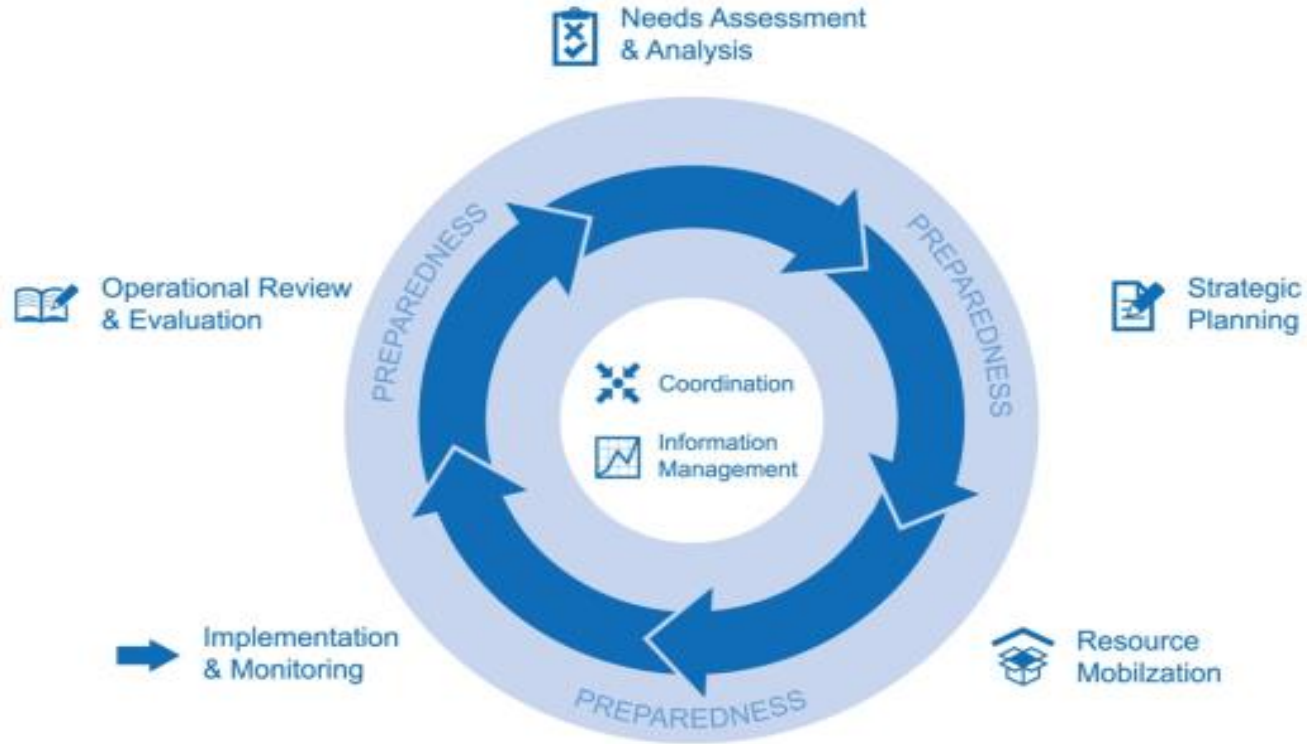 Needs Assessment
& Analysis
PREPAREDNESS
PREPAREDNESS
Operational Review
& Evaluation
Strategic
Planning
Coordination
Information
Management
Implementation
& Monitoring
Resource
Mobilzation
PREPAREDNESS